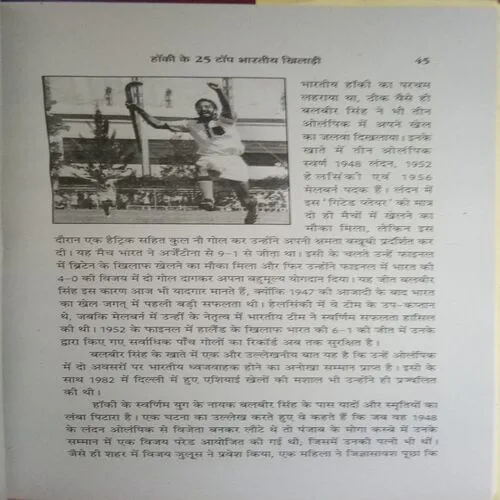 हॉकी के 25 टॉप भारतीय खिलाड़ी 45
भारतीय हॉकी का परचम
लहराया था, ठीक वैसे ही
बलबीर सिंह ने भी तीन
ओलंपिक में अपने खेल
का जलवा दिखलाया। इनके
खाते में तीन ओलंपिक
स्वर्ण 1948 लंदन, 1952
हेलसिंकी एवं 1956
मेलबर्न पदक हैं। लंदन में
इस 'गिटेड प्लेयर' को मात्र
दो ही मैचों में खेलने का
मौका मिला, लेकिन इस
दौरान एक हैट्रिक सहित कुल नौ गोल कर उन्होंने अपनी क्षमता बखूबी प्रदर्शित कर
दी। यह मैच भारत ने अर्जेंटीना से 9-1 से जीता था। इसी के चलते उन्हें फाइनल
में ब्रिटेन के खिलाफ खेलने का मौका मिला और फिर उन्होंने फाइनल में भारत की
4-0 की विजय में दो गोल दागकर अपना बहुमूल्य योगदान दिया। यह जीत बलबीर
सिंह इस कारण आज भी यादगार मानते हैं, क्योंकि 1947 की आजादी के बाद भारत
का खेल जगत् में पहली बड़ी सफलता थी। हेलसिंकी में वे टीम के उप-कप्तान
थे, जबकि मेलबर्न में उन्हीं के नेतृत्व में भारतीय टीम ने स्वर्णिम सफलता हासिल
की थी। 1952 के फाइनल में हालैंड के खिलाफ भारत की 6-1 की जीत में उनके
द्वारा किए गए सर्वाधिक पाँच गोलों का रिकॉर्ड अब तक सुरक्षित है।
बलबीर सिंह के खाते में एक और उल्लेखनीय बात यह है कि उन्हें ओलंपिक
में दो अवसरों पर भारतीय ध्वजवाहक होने का अनोखा सम्मान प्राप्त है। इसी के
साथ 1982 में दिल्ली में हुए एशियाई खेलों की मशाल भी उन्होंने ही प्रज्वलित
की थी।
हॉकी के स्वर्णिम युग के नायक बलबीर सिंह के पास यादों और स्मृतियों का
लंबा पिटारा है। एक घटना का उल्लेख करते हुए वे कहते हैं कि जब वह 1948
के लंदन ओलंपिक से विजेता बनकर लौटे थे तो पंजाब के मोगा कस्बे में उनके
सम्मान में एक विजय परेड आयोजित की गई थी; जिसमें उनकी पत्नी भी थीं।
जैसे ही शहर में विजय जुलूस ने प्रवेश किया, एक महिला ने जिज्ञासावश पूछा कि